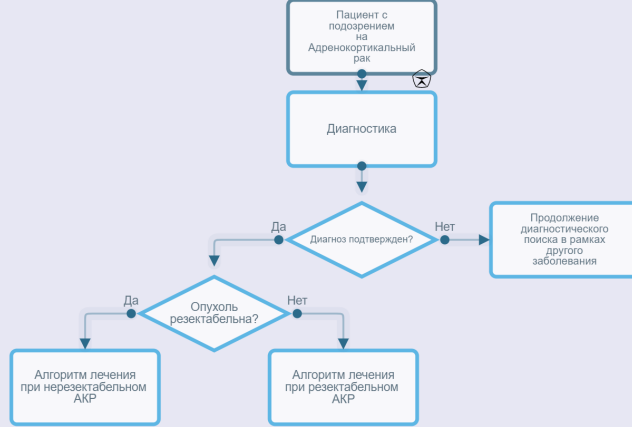 Пациент с
подозрением
на
Адренокортикальный
рак
Диагностика
Да
Диагноз подтвержден?
Нет
Продолжение
диагностического
поиска в рамках
другого
заболевания
Да
Опухоль
резектабельна?
Нет
Алгоритм лечения
при нерезектабельном
АКР
Алгоритм лечения
при резектабельном
АКР